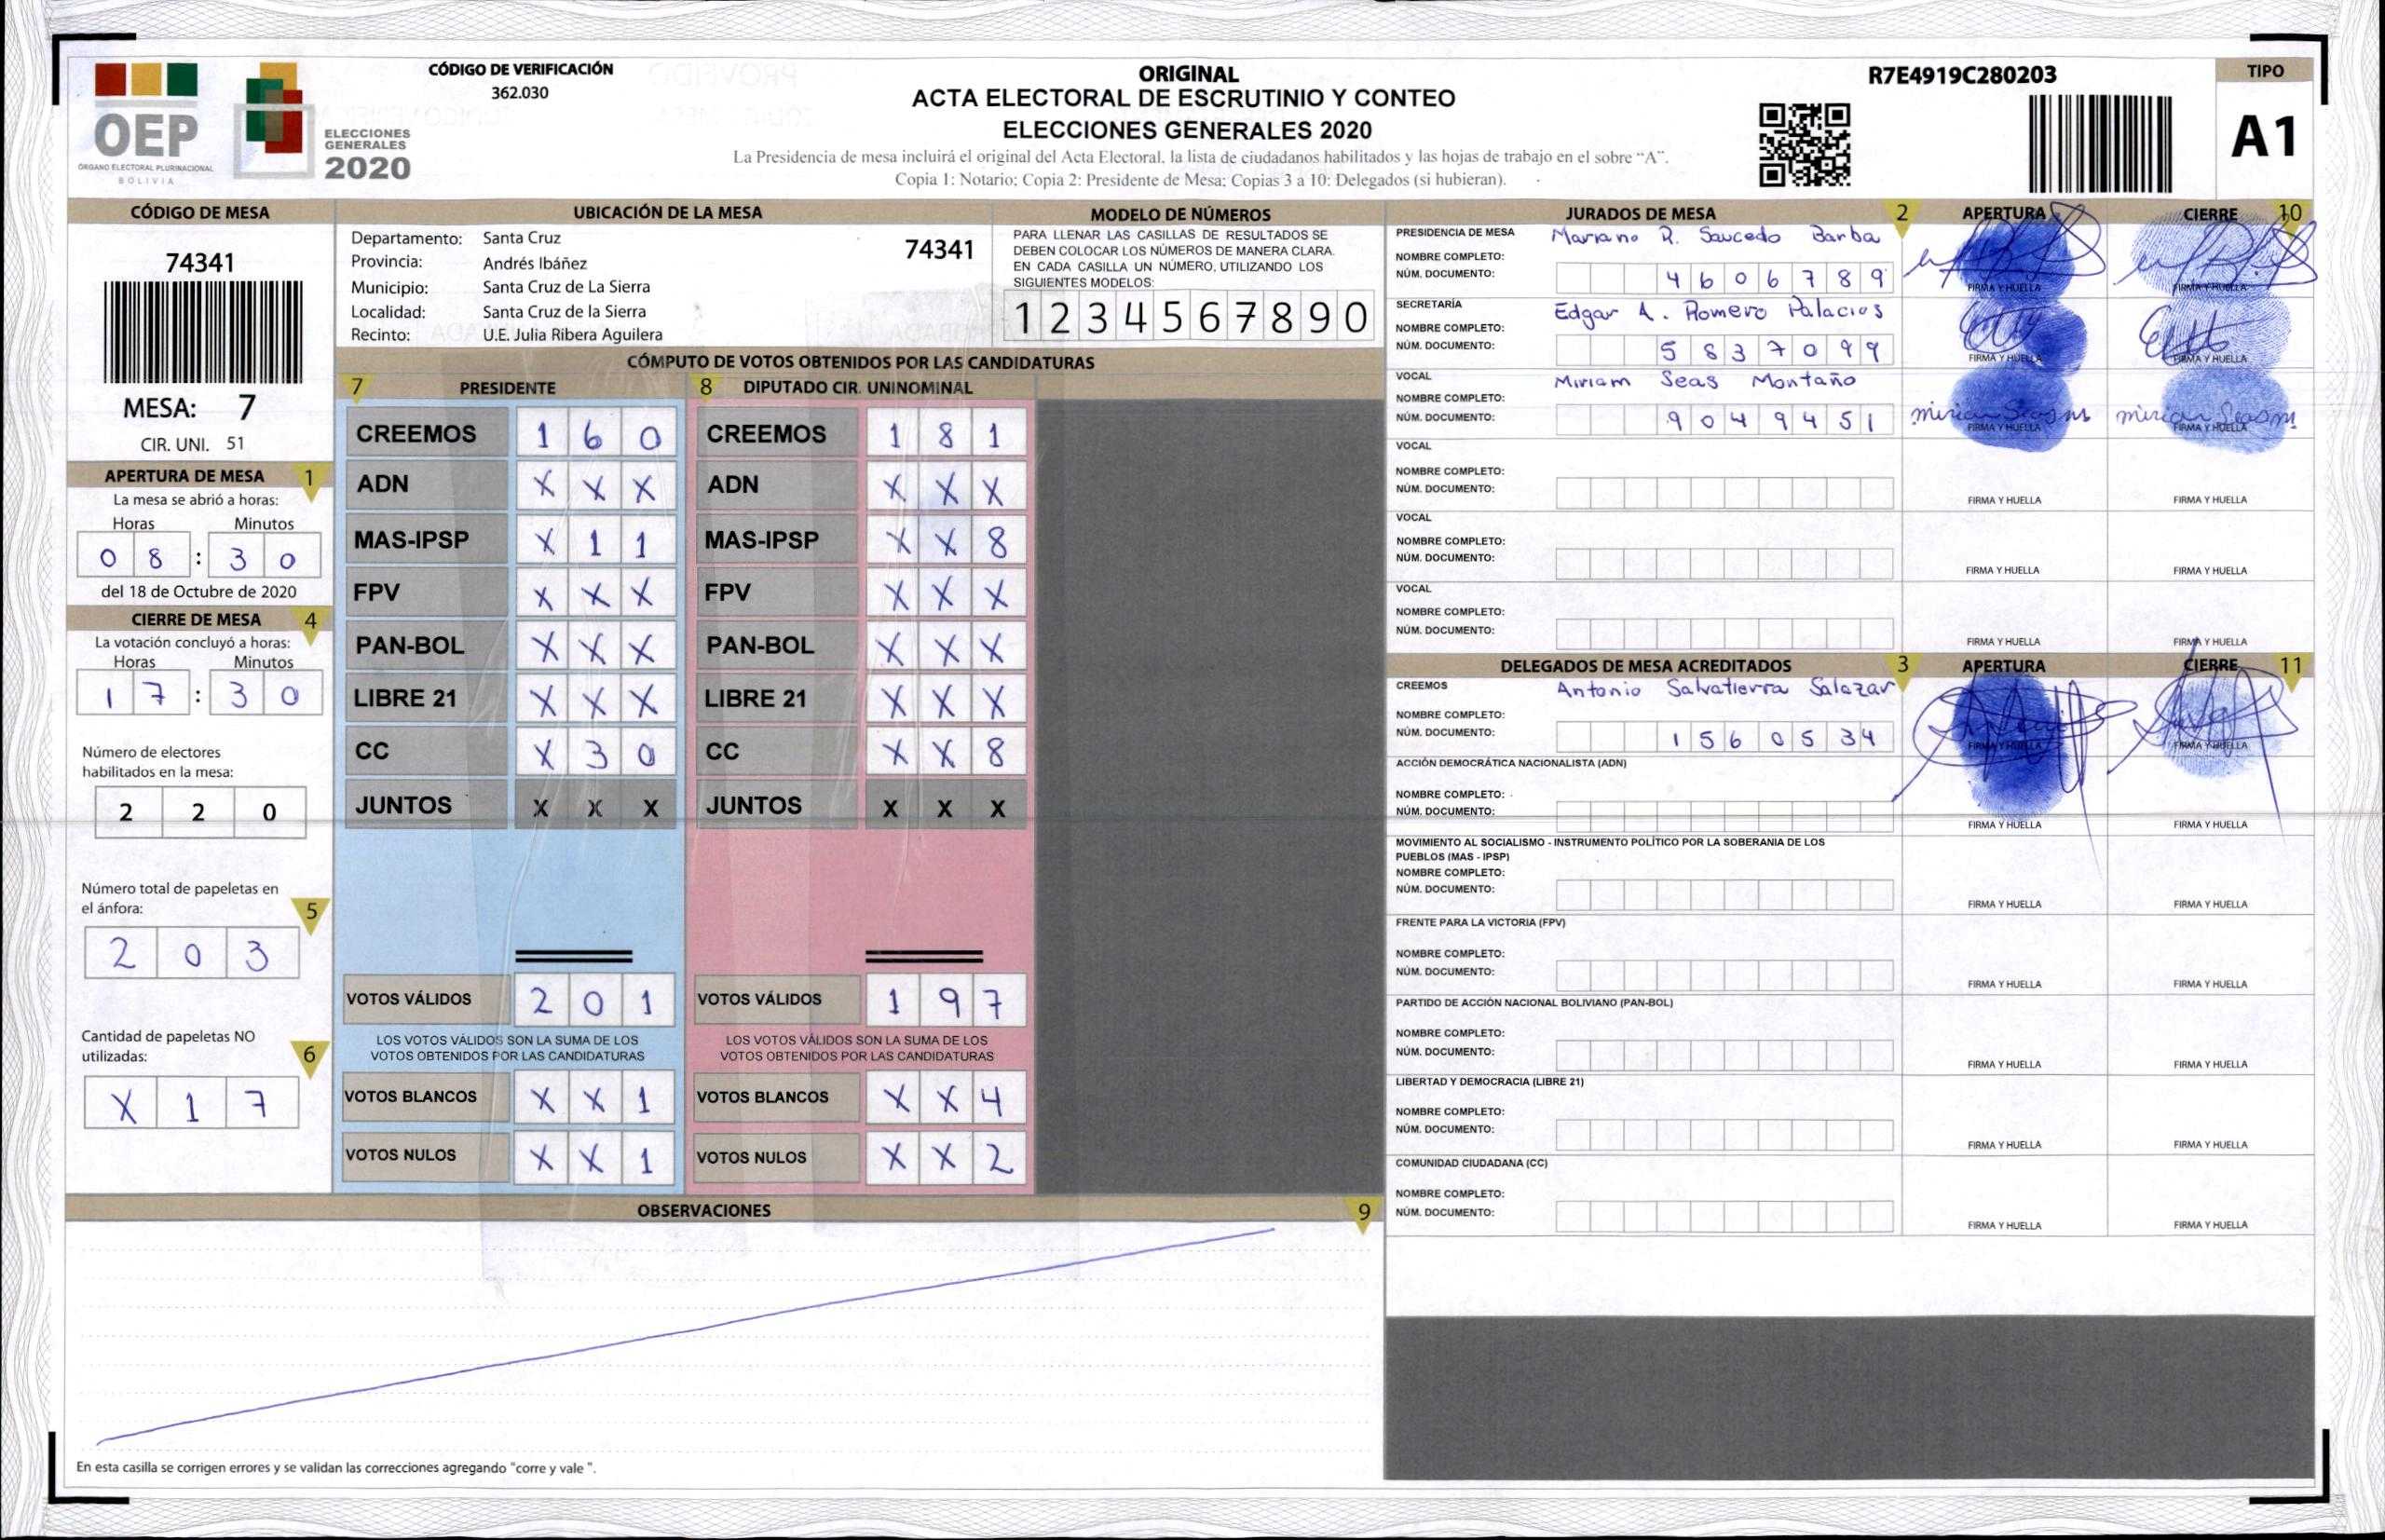 OEP
ÓRGANO ELECTORAL PLURINACIONAL
BOLIVIA
ELECCIONES
GENERALES
2020
CÓDIGO DE VERIFICACIÓN
362.030
ORIGINAL
ACTA ELECTORAL DE ESCRUTINIO Y CONTEO
ELECCIONES GENERALES 2020
La Presidencia de mesa incluirá el original del Acta Electoral, la lista de ciudadanos habilitados y las hojas de trabajo en el sobre "A".
Copia 1: Notario; Copia 2: Presidente de Mesa; Copias 3 a 10: Delegados (si hubieran).
R7E4919C280203
TIPO
A1
CÓDIGO DE MESA
74341
MESA: 7
CIR. UNI. 51
APERTURA DE MESA 1
La mesa se abrió a horas:
Horas Minutos
0 8 : 3 0
del 18 de Octubre de 2020
CIERRE DE MESA 4
La votación concluyó a horas:
Horas Minutos
1 7 : 3 0
Número de electores
habilitados en la mesa:
2 2 0
Número total de papeletas en
el ánfora: 5
2 0 3
Cantidad de papeletas NO
utilizadas: 6
X 1 7
UBICACIÓN DE LA MESA
Departamento: Santa Cruz 74341
Provincia: Andrés Ibáñez
Municipio: Santa Cruz de La Sierra
Localidad: Santa Cruz de la Sierra
Recinto: U.E. Julia Ribera Aguilera
MODELO DE NÚMEROS
PARA LLENAR LAS CASILLAS DE RESULTADOS SE
DEBEN COLOCAR LOS NÚMEROS DE MANERA CLARA.
EN CADA CASILLA UN NÚMERO, UTILIZANDO LOS
SIGUIENTES MODELOS:
1 2 3 4 5 6 7 8 9 0
CÓMPUTO DE VOTOS OBTENIDOS POR LAS CANDIDATURAS
7 PRESIDENTE
CREEMOS 1 6 0
ADN X X X
MAS-IPSP X 1 1
FPV X X X
PAN-BOL X X X
LIBRE 21 X X X
CC X 3 0
JUNTOS X X X
VOTOS VÁLIDOS 2 0 1
LOS VOTOS VÁLIDOS SON LA SUMA DE LOS
VOTOS OBTENIDOS POR LAS CANDIDATURAS
VOTOS BLANCOS X X 1
VOTOS NULOS X X 1
8 DIPUTADO CIR. UNINOMINAL
CREEMOS 1 8 1
ADN X X X
MAS-IPSP X X 8
FPV X X X
PAN-BOL X X X
LIBRE 21 X X X
CC X X 8
JUNTOS X X X
VOTOS VÁLIDOS 1 9 7
LOS VOTOS VÁLIDOS SON LA SUMA DE LOS
VOTOS OBTENIDOS POR LAS CANDIDATURAS
VOTOS BLANCOS X X 4
VOTOS NULOS X X 2
OBSERVACIONES 9
En esta casilla se corrigen errores y se validan las correcciones agregando "corre y vale ".
JURADOS DE MESA 2 APERTURA CIERRE 10
PRESIDENCIA DE MESA Mariano R. Saucedo Barba
NOMBRE COMPLETO:
NÚM. DOCUMENTO: 4 6 0 6 7 8 9
FIRMA Y HUELLA FIRMA Y HUELLA
SECRETARÍA Edgar A. Romero Palacios
NOMBRE COMPLETO:
NÚM. DOCUMENTO: 5 8 3 7 0 9 9
FIRMA Y HUELLA FIRMA Y HUELLA
VOCAL Miriam Seas Montaño
NOMBRE COMPLETO:
NÚM. DOCUMENTO: 9 0 4 9 4 5 1
FIRMA Y HUELLA FIRMA Y HUELLA
VOCAL
NOMBRE COMPLETO:
NÚM. DOCUMENTO:
FIRMA Y HUELLA FIRMA Y HUELLA
VOCAL
NOMBRE COMPLETO:
NÚM. DOCUMENTO:
FIRMA Y HUELLA FIRMA Y HUELLA
VOCAL
NOMBRE COMPLETO:
NÚM. DOCUMENTO:
FIRMA Y HUELLA FIRMA Y HUELLA
DELEGADOS DE MESA ACREDITADOS 3 APERTURA CIERRE 11
CREEMOS Antonio Salvatierra Salazar
NOMBRE COMPLETO:
NÚM. DOCUMENTO: 1 5 6 0 5 3 4
FIRMA Y HUELLA FIRMA Y HUELLA
ACCIÓN DEMOCRÁTICA NACIONALISTA (ADN)
NOMBRE COMPLETO:
NÚM. DOCUMENTO:
FIRMA Y HUELLA FIRMA Y HUELLA
MOVIMIENTO AL SOCIALISMO - INSTRUMENTO POLÍTICO POR LA SOBERANIA DE LOS
PUEBLOS (MAS - IPSP)
NOMBRE COMPLETO:
NÚM. DOCUMENTO:
FIRMA Y HUELLA FIRMA Y HUELLA
FRENTE PARA LA VICTORIA (FPV)
NOMBRE COMPLETO:
NÚM. DOCUMENTO:
FIRMA Y HUELLA FIRMA Y HUELLA
PARTIDO DE ACCIÓN NACIONAL BOLIVIANO (PAN-BOL)
NOMBRE COMPLETO:
NÚM. DOCUMENTO:
FIRMA Y HUELLA FIRMA Y HUELLA
LIBERTAD Y DEMOCRACIA (LIBRE 21)
NOMBRE COMPLETO:
NÚM. DOCUMENTO:
FIRMA Y HUELLA FIRMA Y HUELLA
COMUNIDAD CIUDADANA (CC)
NOMBRE COMPLETO:
NÚM. DOCUMENTO:
FIRMA Y HUELLA FIRMA Y HUELLA